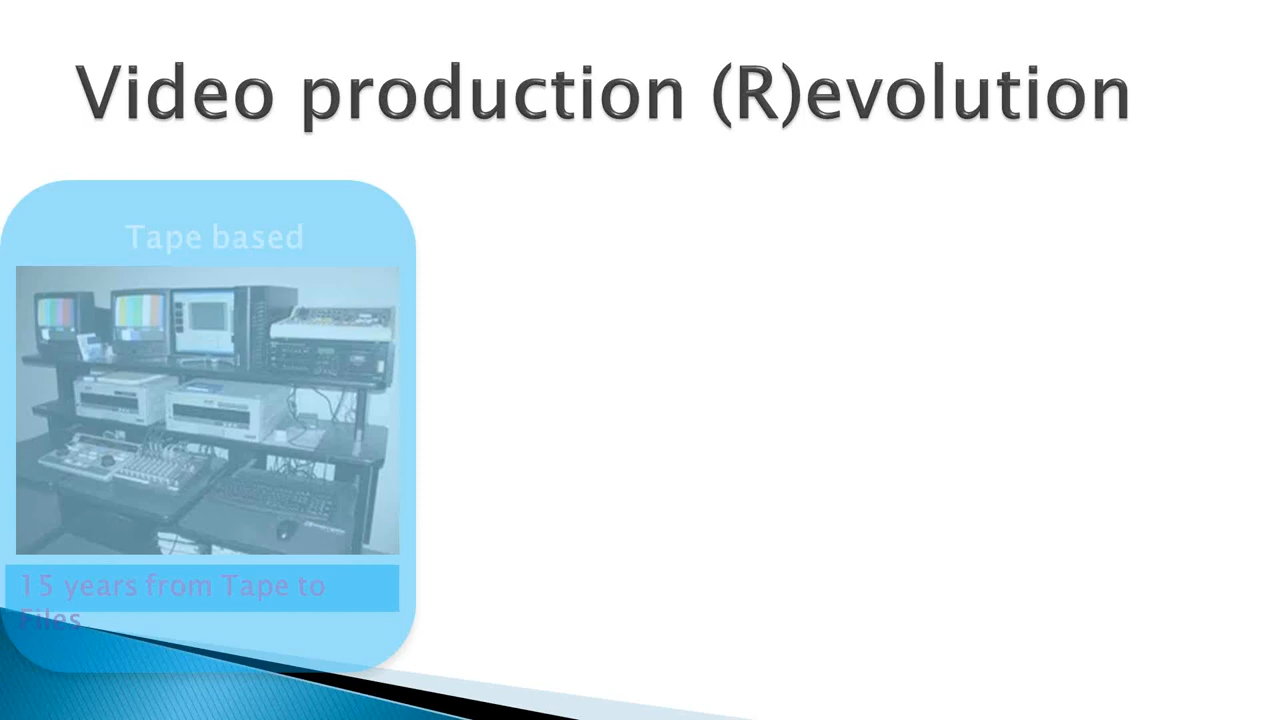 Video production (R)evolution
Tape based
15 years from Tape to
Files